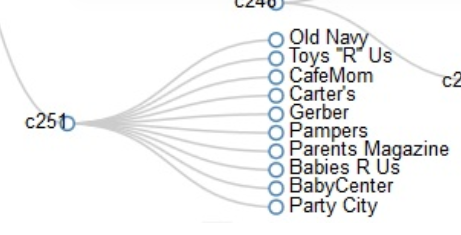 c246
Old Navy
Toys "R" Us
CafeMom
Carter's
c251
Gerber
Pampers
Parents Magazine
Babies R Us
BabyCenter
Party City